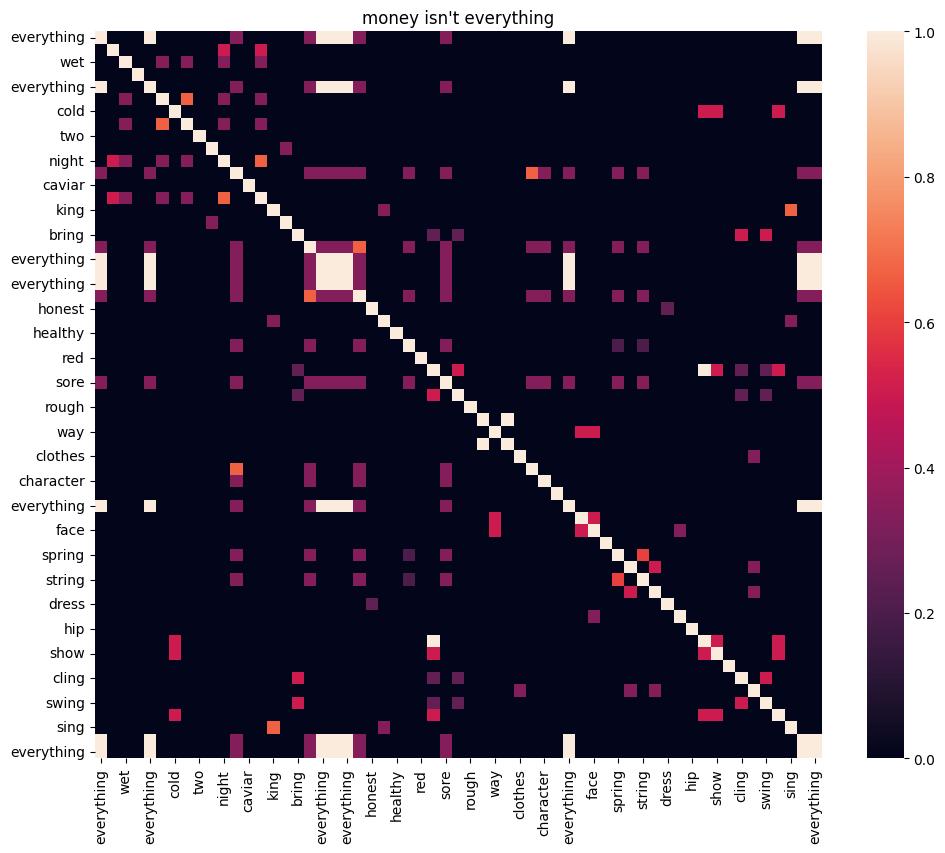 money isn't everything
everything
wet
everything
cold
two
night
caviar
king
bring
everything
everything
honest
healthy
red
sore
rough
way
clothes
character
everything
face
spring
string
dress
hip
show
cling
swing
sing
everything
1.0
0.8
0.6
0.4
0.2
0.0
everything
wet
everything
cold
two
night
caviar
king
bring
everything
everything
honest
healthy
red
sore
rough
way
clothes
character
everything
face
spring
string
dress
hip
show
cling
swing
sing
everything